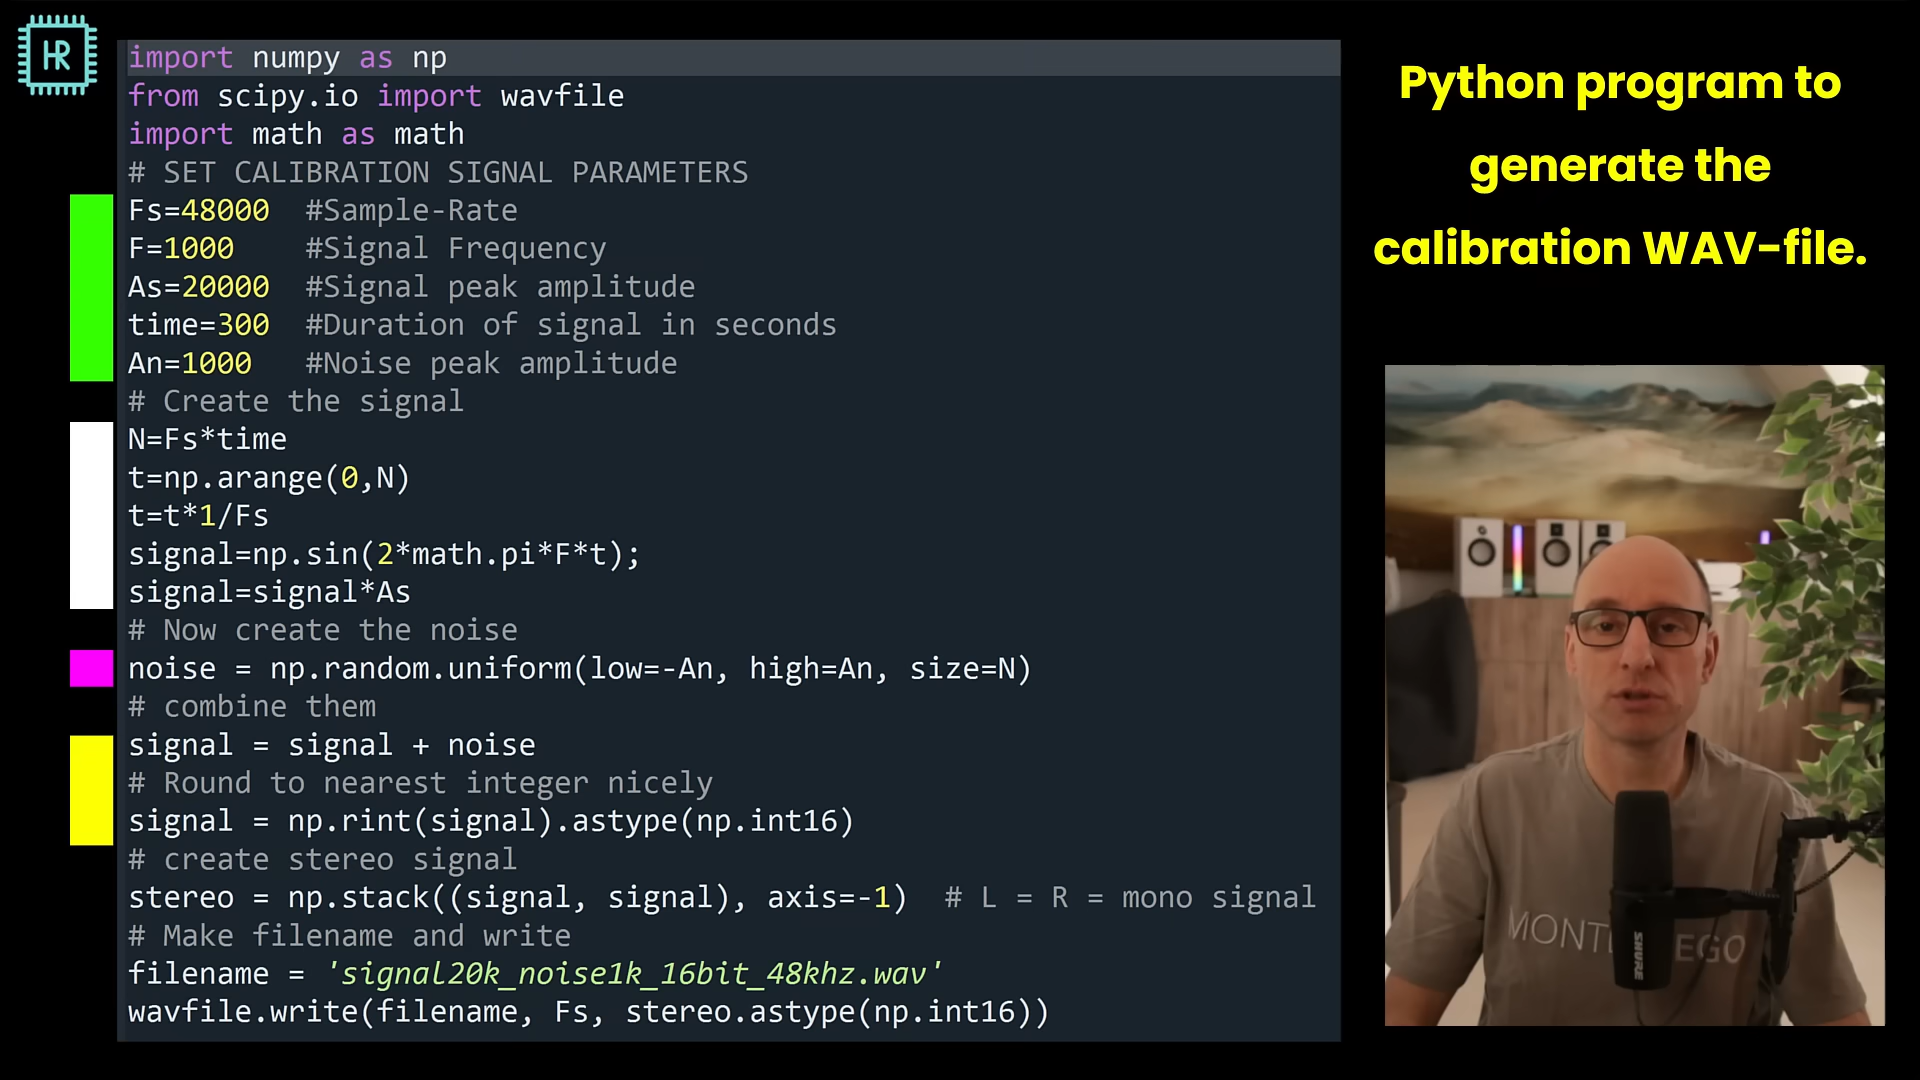 HR
import numpy as np
from scipy.io import wavfile
import math as math
# SET CALIBRATION SIGNAL PARAMETERS
Fs=48000  #Sample-Rate
F=1000    #Signal Frequency
As=20000  #Signal peak amplitude
time=300  #Duration of signal in seconds
An=1000   #Noise peak amplitude
# Create the signal
N=Fs*time
t=np.arange(0,N)
t=t*1/Fs
signal=np.sin(2*math.pi*F*t);
signal=signal*As
# Now create the noise
noise = np.random.uniform(low=-An, high=An, size=N)
# combine them
signal = signal + noise
# Round to nearest integer nicely
signal = np.rint(signal).astype(np.int16)
# create stereo signal
stereo = np.stack((signal, signal), axis=-1)  # L = R = mono signal
# Make filename and write
filename = 'signal20k_noise1k_16bit_48khz.wav'
wavfile.write(filename, Fs, stereo.astype(np.int16))
Python program to
generate the
calibration WAV-file.
SHURE